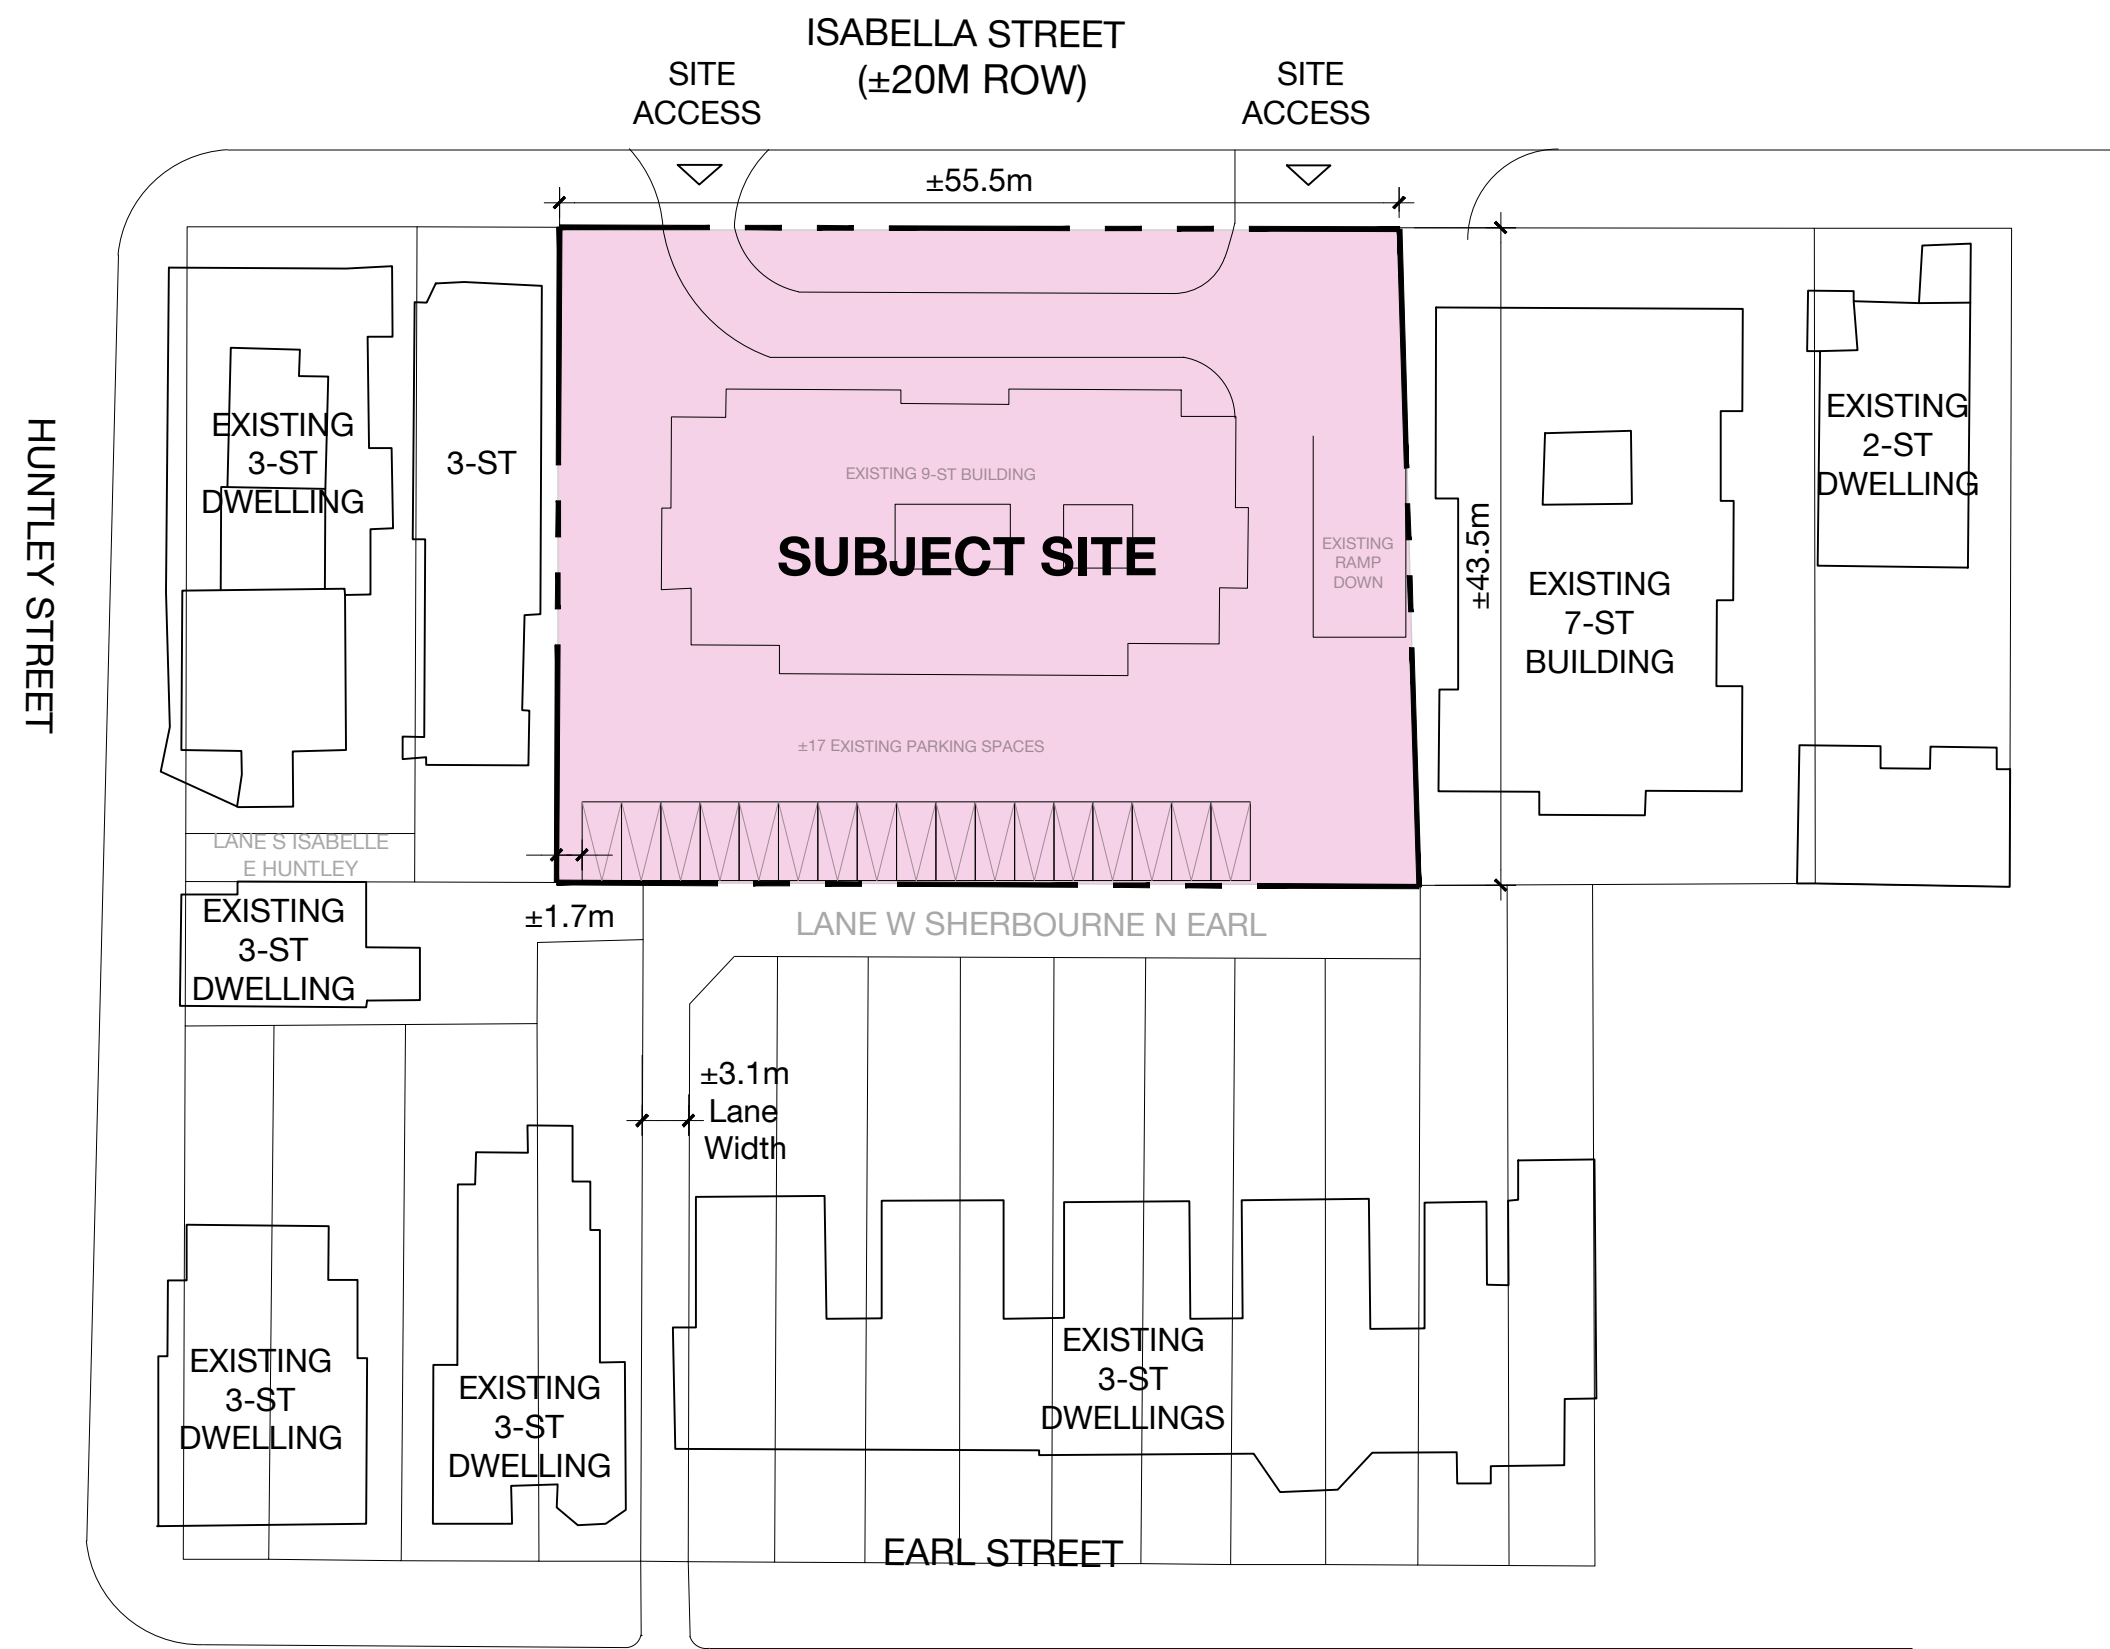 ISABELLA STREET
(±20M ROW)
SITE
ACCESS
SITE
ACCESS
±55.5m
HUNTLEY STREET
EXISTING
3-ST
DWELLING
3-ST
EXISTING 9-ST BUILDING
SUBJECT SITE
EXISTING
RAMP
DOWN
±43.5m
EXISTING
7-ST
BUILDING
EXISTING
2-ST
DWELLING
±17 EXISTING PARKING SPACES
LANE S ISABELLE
E HUNTLEY
EXISTING
3-ST
DWELLING
±1.7m
LANE W SHERBOURNE N EARL
±3.1m
Lane
Width
EXISTING
3-ST
DWELLING
EXISTING
3-ST
DWELLING
EXISTING
3-ST
DWELLINGS
EARL STREET